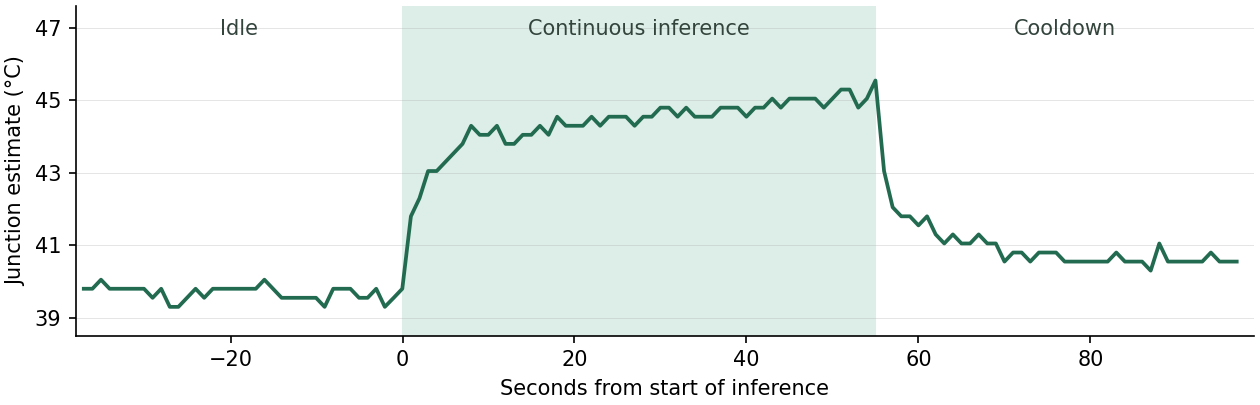 Idle
Continuous inference
Cooldown
Junction estimate (°C)
47
45
43
41
39
−20
0
20
40
60
80
Seconds from start of inference